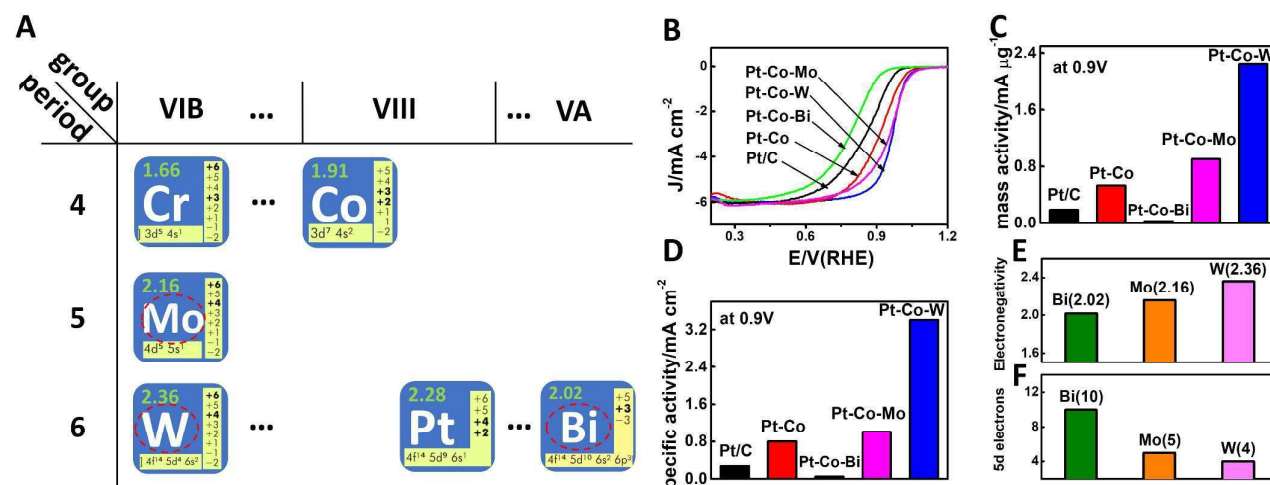 A
group
period
VIB ... VIII ... VA
4
1.66
Cr
3d⁵ 4s¹
+6
+5
+4
+3
+2
+1
-1
-2
...
1.91
Co
3d⁷ 4s²
+5
+4
+3
+2
+1
-1
5
2.16
Mo
4d⁵ 5s¹
+6
+5
+4
+3
+2
+1
-1
-2
6
2.36
W
4f¹⁴ 5d⁴ 6s²
+6
+5
+4
+3
+2
+1
-1
-2
...
2.28
Pt
4f¹⁴ 5d⁹ 6s¹
+6
+5
+4
+2
...
2.02
Bi
4f¹⁴ 5d¹⁰ 6s² 6p³
+5
+3
-3
B
J/mA cm⁻²
0
-2
-4
-6
Pt-Co-Mo
Pt-Co-W
Pt-Co-Bi
Pt-Co
Pt/C
0.3 0.6 0.9 1.2
E/V(RHE)
C
mass activity/mA μg⁻¹
2.4
1.6
0.8
0.0
at 0.9V
Pt/C
Pt-Co
Pt-Co-Bi
Pt-Co-Mo
Pt-Co-W
D
specific activity/mA cm⁻²
3.2
2.4
1.6
0.8
0.0
at 0.9V
Pt/C
Pt-Co
Pt-Co-Bi
Pt-Co-Mo
Pt-Co-W
E
Electronegativity
2.4
2.0
1.6
Bi(2.02)
Mo(2.16)
W(2.36)
F
5d electrons
12
8
4
Bi(10)
Mo(5)
W(4)